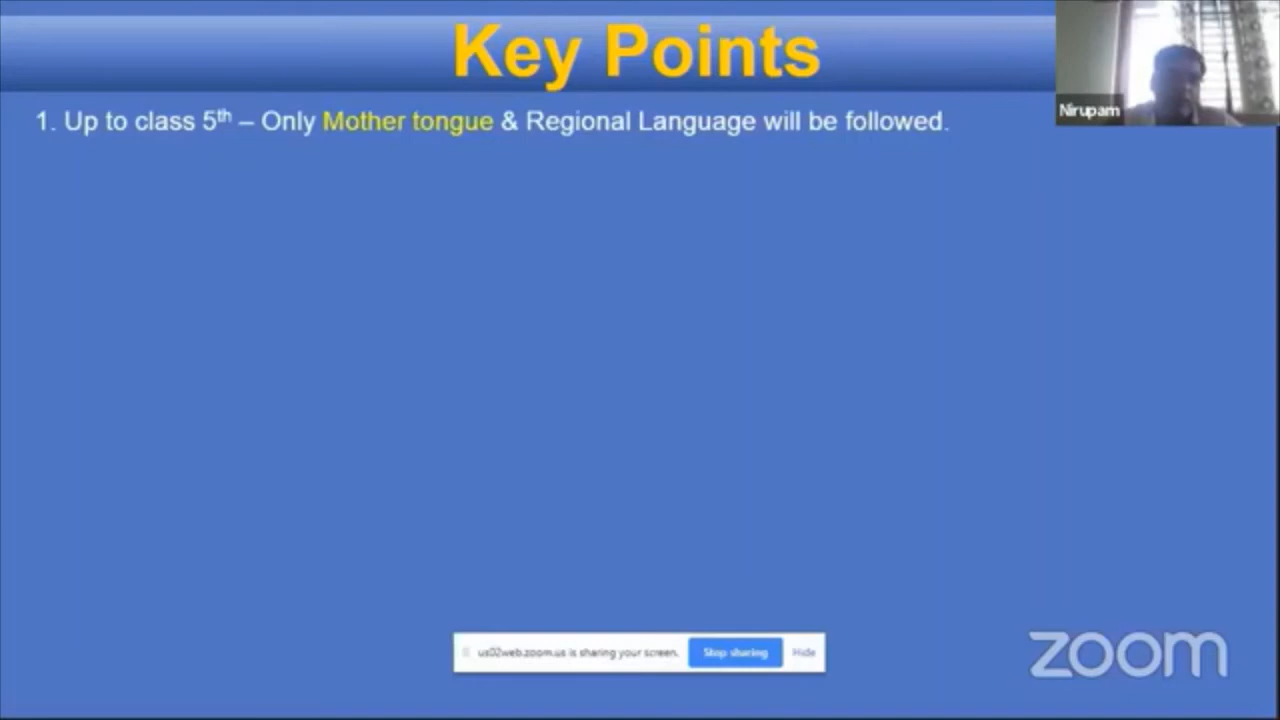 Key Points
1. Up to class 5th – Only Mother tongue & Regional Language will be followed.
Nirupam
us02web.zoom.us is sharing your screen. Stop sharing Hide
zoom